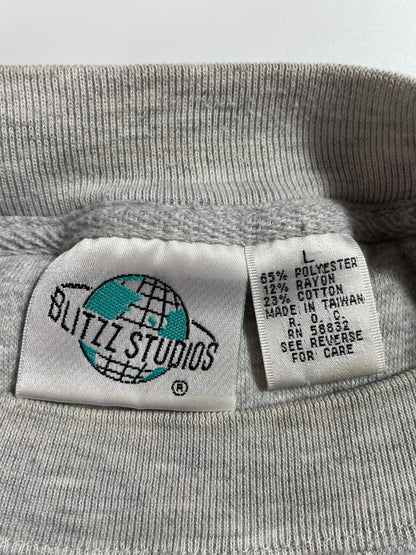 BLITZZ STUDIOS
®
L
65% POLYESTER
12% RAYON
23% COTTON
MADE IN TAIWAN
R. O. C.
RN 58832
SEE REVERSE
FOR CARE